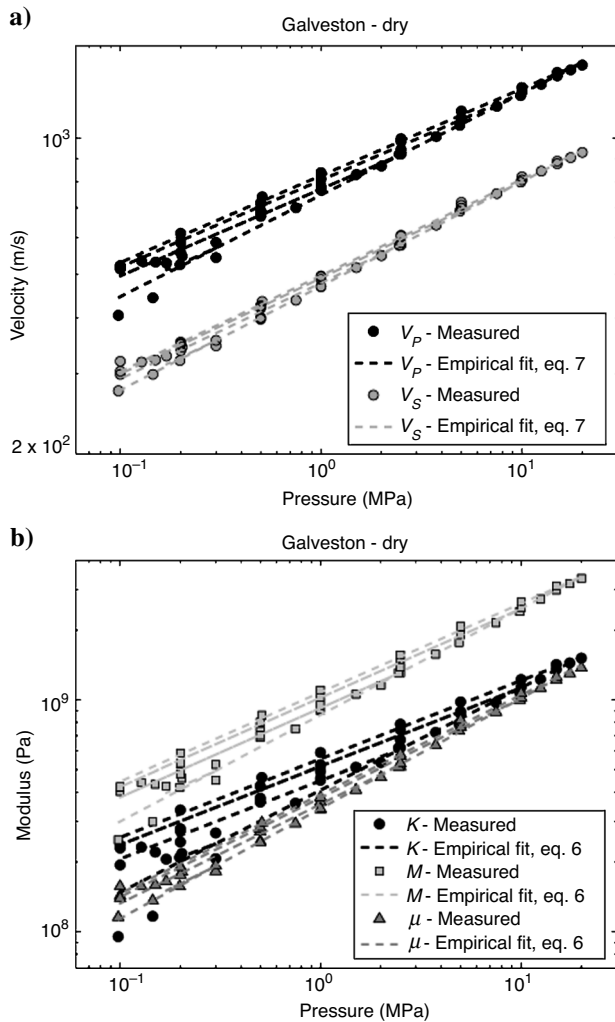 a)
Galveston - dry
10³
Velocity (m/s)
2 x 10²
V_P - Measured
V_P - Empirical fit, eq. 7
V_S - Measured
V_S - Empirical fit, eq. 7
10⁻¹ 10⁰ 10¹
Pressure (MPa)
b)
Galveston - dry
10⁹
Modulus (Pa)
10⁸
K - Measured
K - Empirical fit, eq. 6
M - Measured
M - Empirical fit, eq. 6
μ - Measured
μ - Empirical fit, eq. 6
10⁻¹ 10⁰ 10¹
Pressure (MPa)